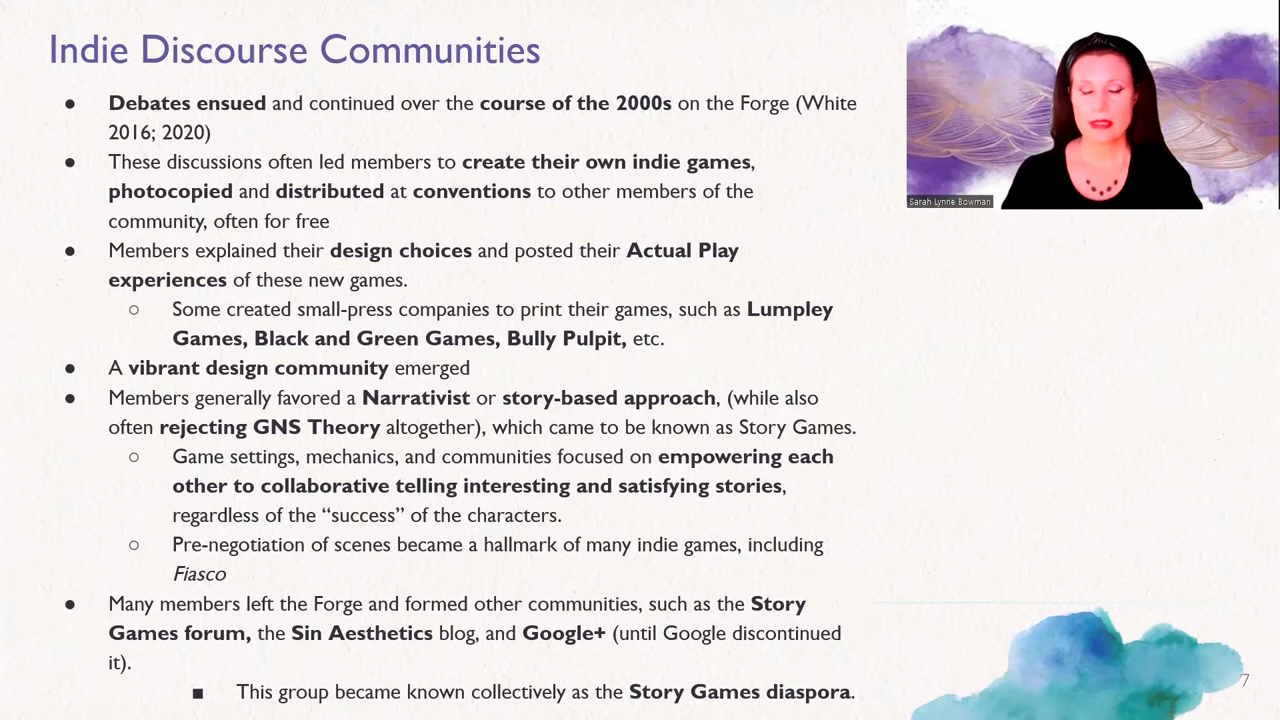 Indie Discourse Communities
● Debates ensued and continued over the course of the 2000s on the Forge (White
2016; 2020)
● These discussions often led members to create their own indie games,
photocopied and distributed at conventions to other members of the
community, often for free
● Members explained their design choices and posted their Actual Play
experiences of these new games.
○ Some created small-press companies to print their games, such as Lumpley
Games, Black and Green Games, Bully Pulpit, etc.
● A vibrant design community emerged
● Members generally favored a Narrativist or story-based approach, (while also
often rejecting GNS Theory altogether), which came to be known as Story Games.
○ Game settings, mechanics, and communities focused on empowering each
other to collaborative telling interesting and satisfying stories,
regardless of the “success” of the characters.
○ Pre-negotiation of scenes became a hallmark of many indie games, including
Fiasco
● Many members left the Forge and formed other communities, such as the Story
Games forum, the Sin Aesthetics blog, and Google+ (until Google discontinued
it).
■ This group became known collectively as the Story Games diaspora.
Sarah Lynne Bowman
7